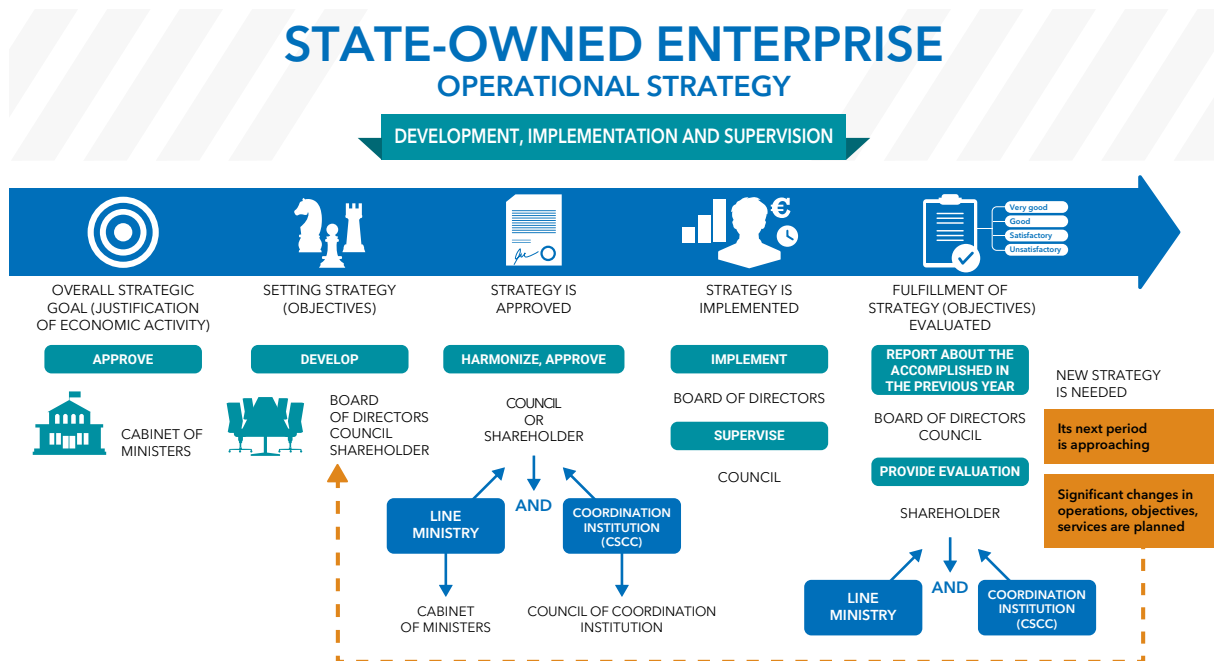 STATE-OWNED ENTERPRISE
OPERATIONAL STRATEGY
DEVELOPMENT, IMPLEMENTATION AND SUPERVISION
Very good
Good
Satisfactory
Unsatisfactory
OVERALL STRATEGIC
GOAL (JUSTIFICATION
OF ECONOMIC ACTIVITY)
APPROVE
CABINET OF
MINISTERS
SETTING STRATEGY
(OBJECTIVES)
DEVELOP
BOARD
OF DIRECTORS
COUNCIL
SHAREHOLDER
STRATEGY IS
APPROVED
HARMONIZE, APPROVE
COUNCIL
OR
SHAREHOLDER
LINE
MINISTRY
AND
COORDINATION
INSTITUTION
(CSCC)
CABINET
OF MINISTERS
COUNCIL OF COORDINATION
INSTITUTION
STRATEGY IS
IMPLEMENTED
IMPLEMENT
BOARD OF DIRECTORS
SUPERVISE
COUNCIL
FULFILLMENT OF
STRATEGY (OBJECTIVES)
EVALUATED
REPORT ABOUT THE
ACCOMPLISHED IN
THE PREVIOUS YEAR
BOARD OF DIRECTORS
COUNCIL
PROVIDE EVALUATION
SHAREHOLDER
LINE
MINISTRY
AND
COORDINATION
INSTITUTION
(CSCC)
NEW STRATEGY
IS NEEDED
Its next period
is approaching
Significant changes in
operations, objectives,
services are planned